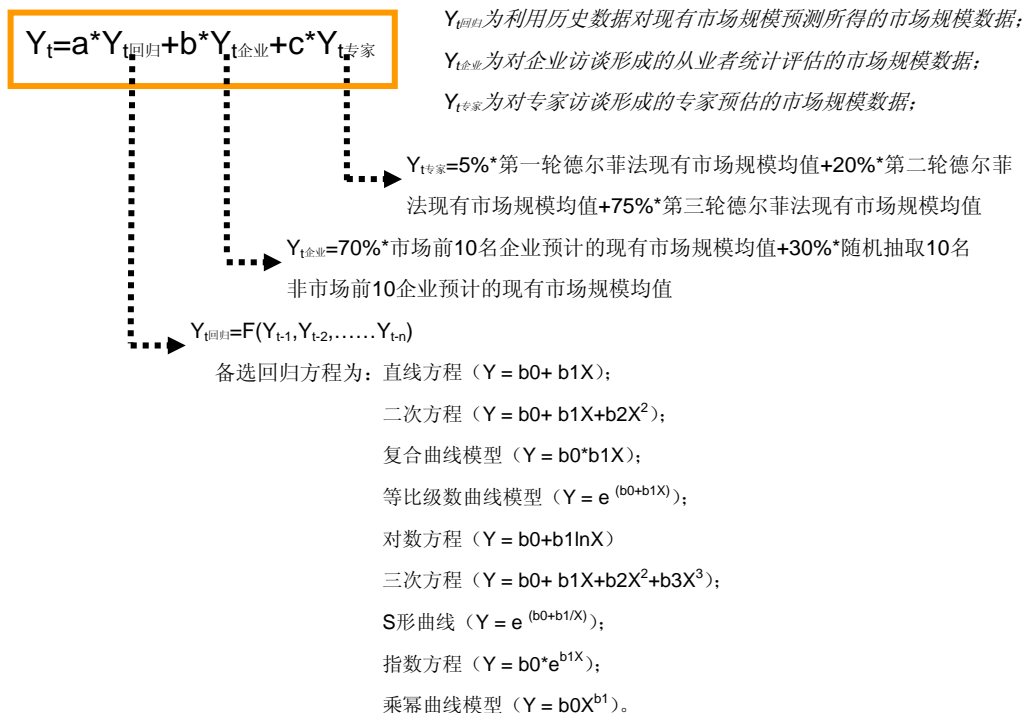 Yt=a*Yt回归+b*Yt企业+c*Yt专家
Yt回归为利用历史数据对现有市场规模预测所得的市场规模数据;
Yt企业为对企业访谈形成的从业者统计评估的市场规模数据;
Yt专家为对专家访谈形成的专家预估的市场规模数据;
Yt专家=5%*第一轮德尔菲法现有市场规模均值+20%*第二轮德尔菲
法现有市场规模均值+75%*第三轮德尔菲法现有市场规模均值
Yt企业=70%*市场前10名企业预计的现有市场规模均值+30%*随机抽取10名
非市场前10企业预计的现有市场规模均值
Yt回归=F(Yt-1,Yt-2,……Yt-n)
备选回归方程为：直线方程（Y = b0+ b1X）;
二次方程（Y = b0+ b1X+b2X²）;
复合曲线模型（Y = b0*b1X）;
等比级数曲线模型（Y = e (b0+b1X)）;
对数方程（Y = b0+b1lnX）
三次方程（Y = b0+ b1X+b2X²+b3X³）;
S形曲线（Y = e (b0+b1/X)）;
指数方程（Y = b0*eb1X）;
乘幂曲线模型（Y = b0Xb1）。